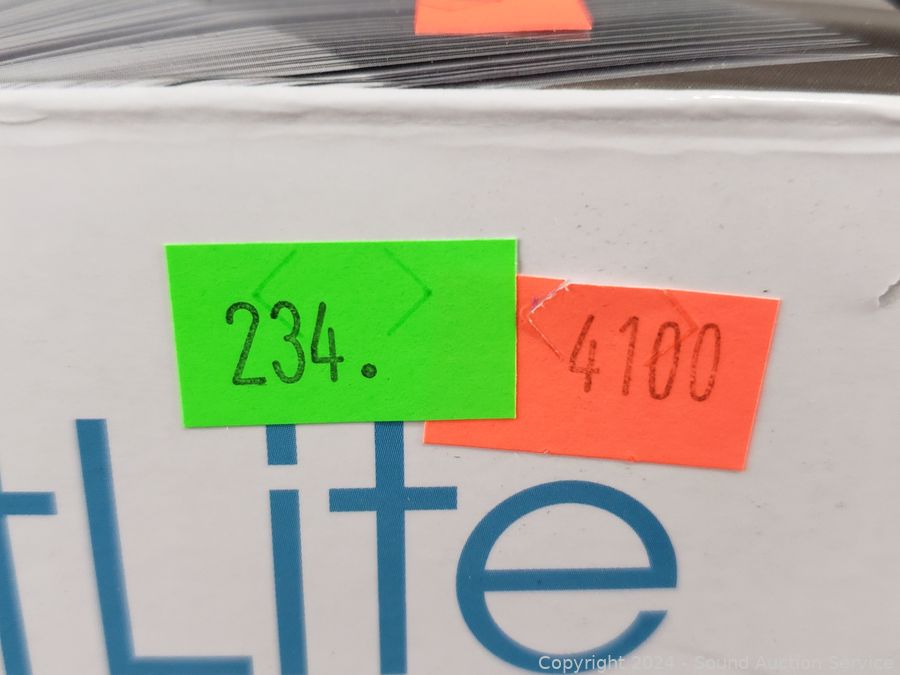 234.
4100
tLife
Copyright 2024 - Sound Auction Service